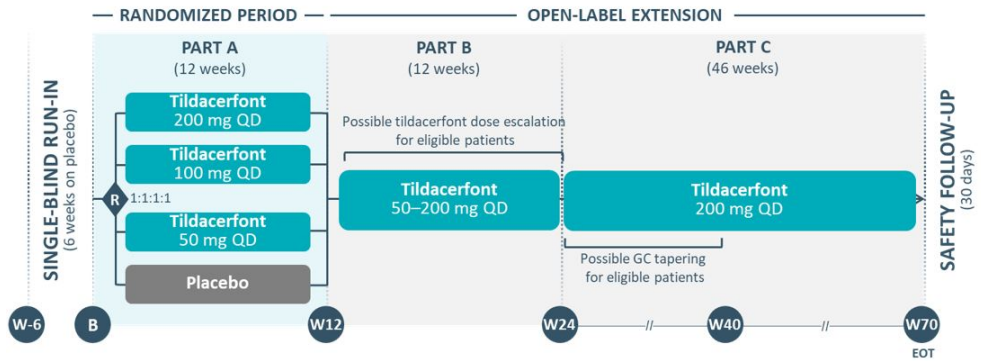 RANDOMIZED PERIOD
OPEN-LABEL EXTENSION
SINGLE-BLIND RUN-IN
(6 weeks on placebo)
PART A
(12 weeks)
Tildacerfont
200 mg QD
Tildacerfont
100 mg QD
R
1:1:1:1
Tildacerfont
50 mg QD
Placebo
PART B
(12 weeks)
Possible tildacerfont dose escalation
for eligible patients
Tildacerfont
50–200 mg QD
PART C
(46 weeks)
Tildacerfont
200 mg QD
Possible GC tapering
for eligible patients
SAFETY FOLLOW-UP
(30 days)
W-6
B
W12
W24
//
W40
//
W70
EOT